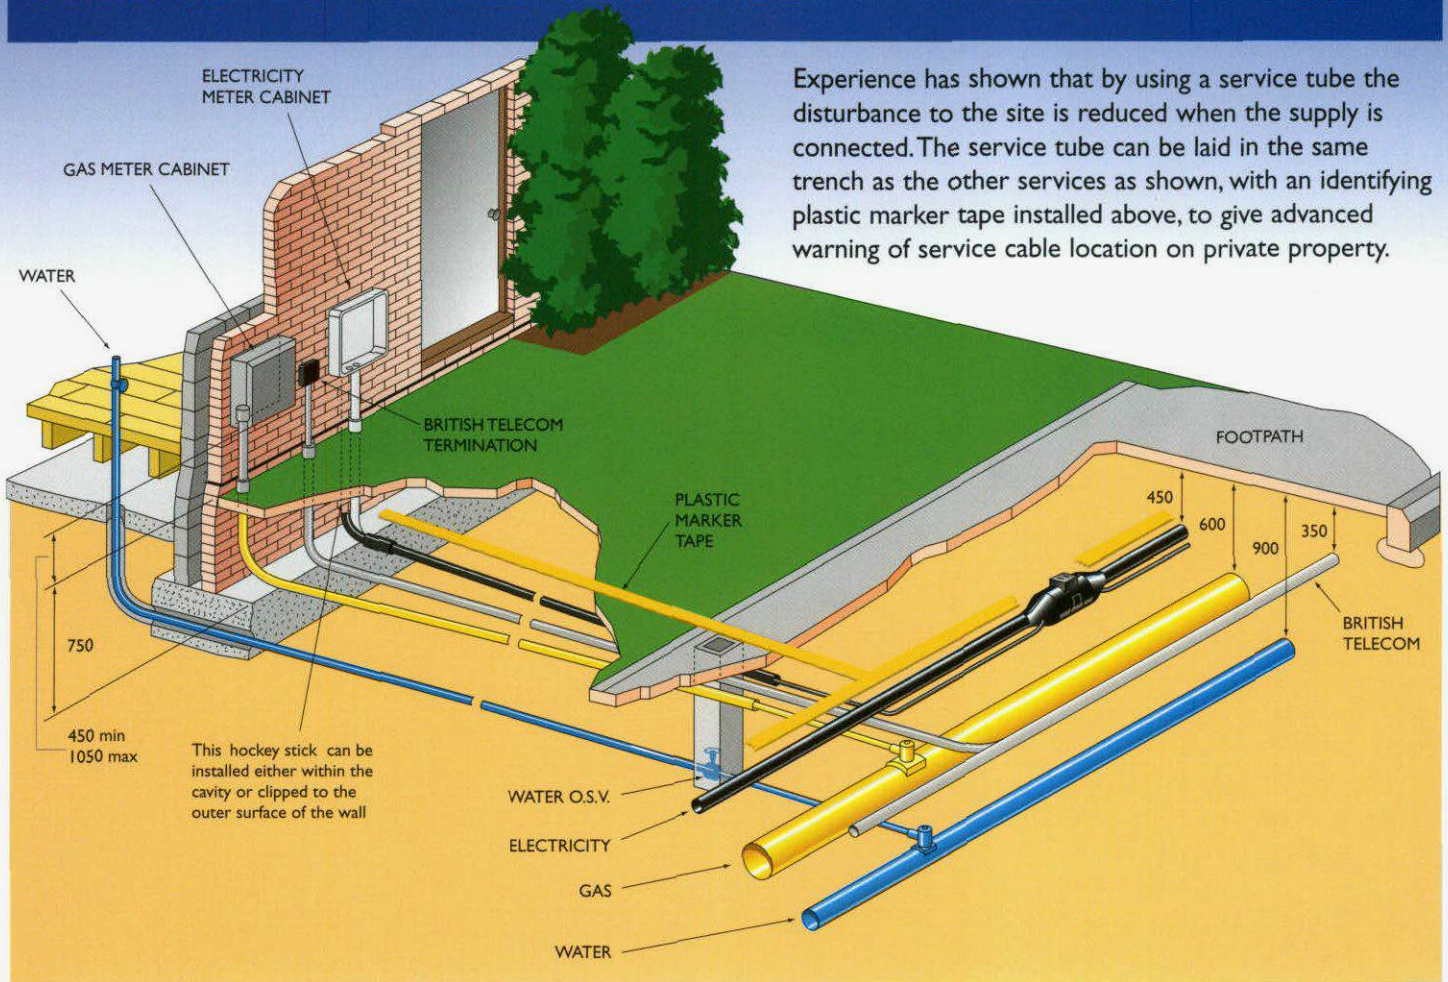 Experience has shown that by using a service tube the
disturbance to the site is reduced when the supply is
connected. The service tube can be laid in the same
trench as the other services as shown, with an identifying
plastic marker tape installed above, to give advanced
warning of service cable location on private property.
ELECTRICITY
METER CABINET
GAS METER CABINET
WATER
BRITISH TELECOM
TERMINATION
FOOTPATH
PLASTIC
MARKER
TAPE
450
600
900
350
BRITISH
TELECOM
750
450 min
1050 max
This hockey stick can be
installed either within the
cavity or clipped to the
outer surface of the wall
WATER O.S.V.
ELECTRICITY
GAS
WATER